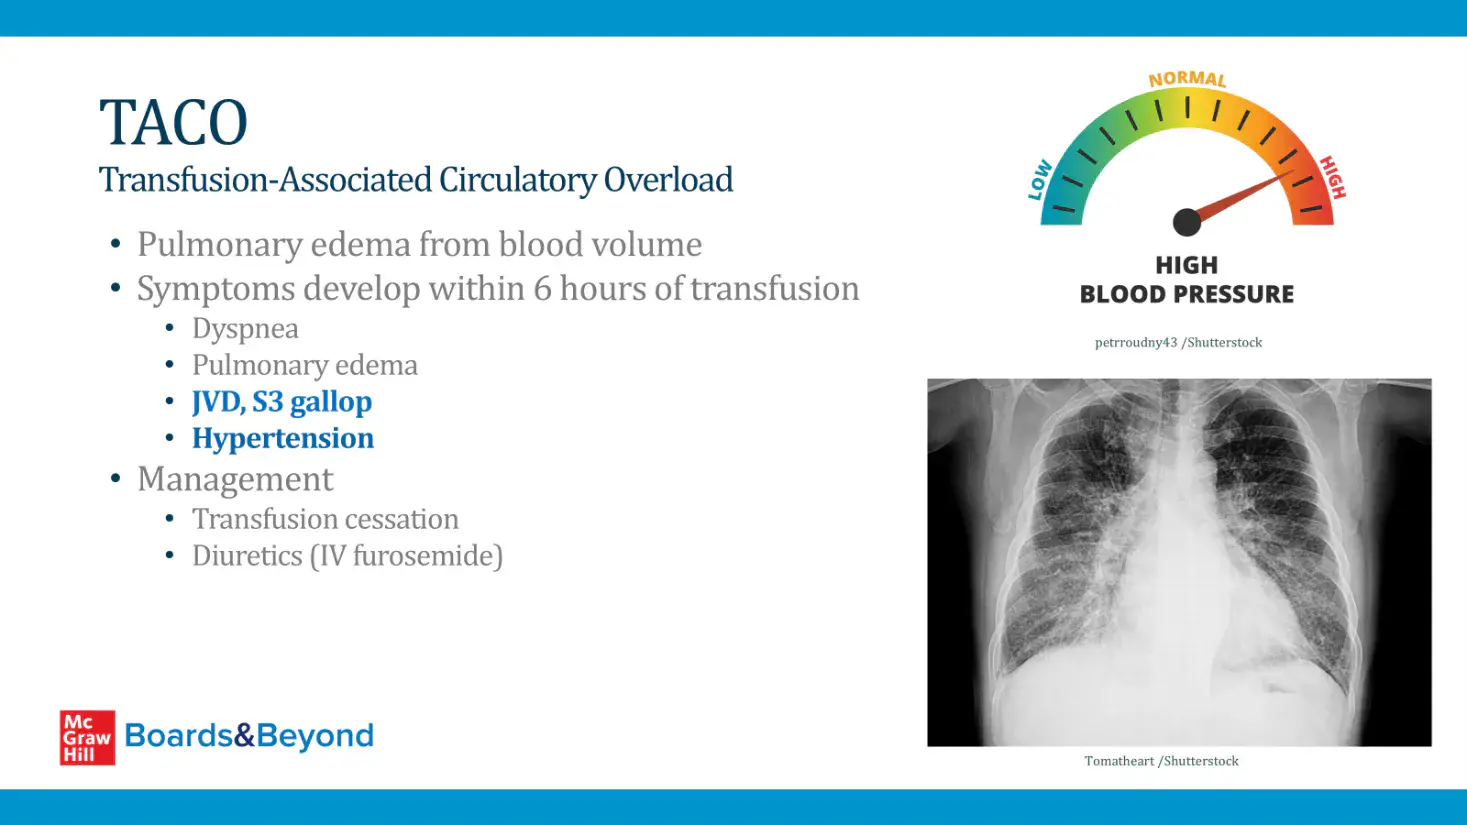 TACO
Transfusion-Associated Circulatory Overload
• Pulmonary edema from blood volume
• Symptoms develop within 6 hours of transfusion
• Dyspnea
• Pulmonary edema
• JVD, S3 gallop
• Hypertension
• Management
• Transfusion cessation
• Diuretics (IV furosemide)
LOW
NORMAL
HIGH
HIGH
BLOOD PRESSURE
petrroudny43 /Shutterstock
Tomatheart /Shutterstock
Mc
Graw
Hill
Boards&Beyond